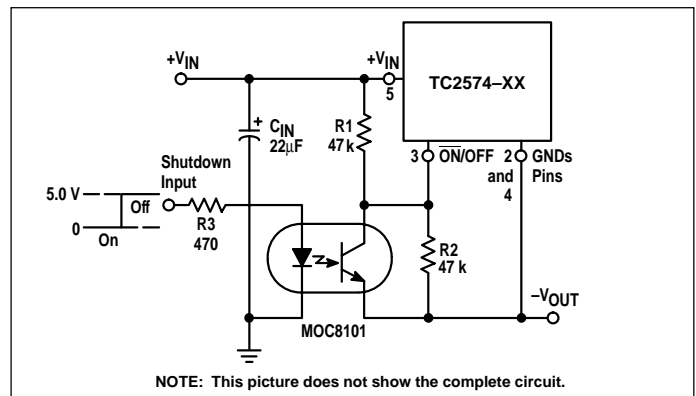 +VIN
+VIN
5
TC2574–XX
CIN
22µF
+
R1
47 k
3
ON/OFF
2
and
4
GNDs
Pins
Shutdown
Input
5.0 V
Off
0
On
R3
470
R2
47 k
–VOUT
MOC8101
NOTE: This picture does not show the complete circuit.